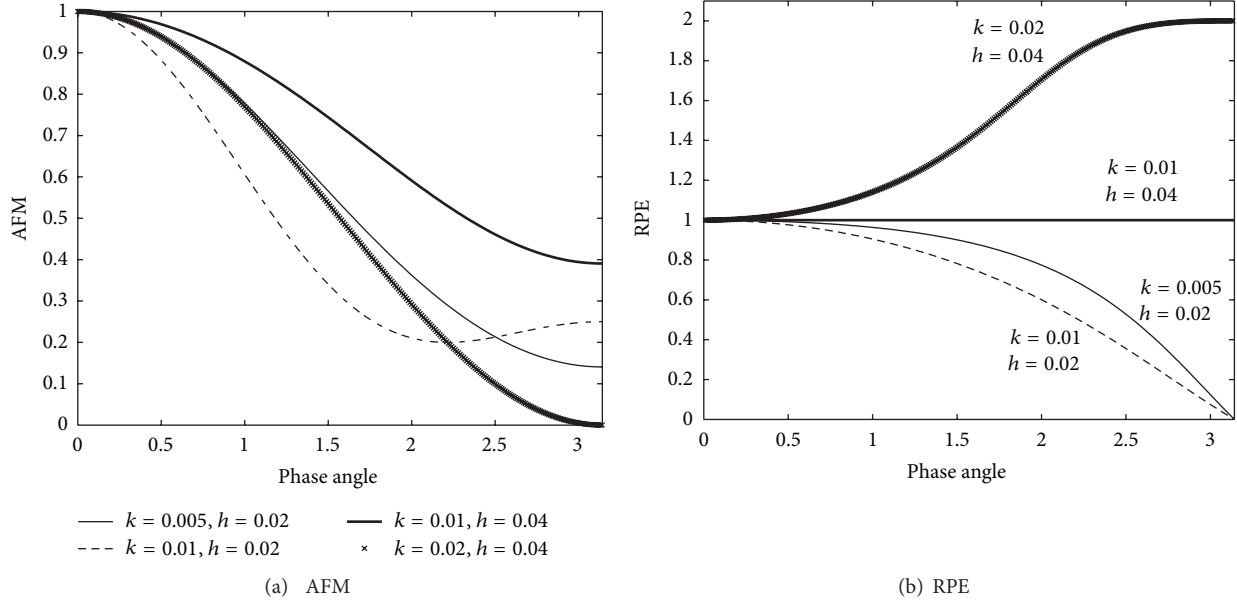 1
0.9
0.8
0.7
0.6
0.5
0.4
0.3
0.2
0.1
0
AFM
0 0.5 1 1.5 2 2.5 3
Phase angle
k = 0.005, h = 0.02
k = 0.01, h = 0.02
k = 0.01, h = 0.04
k = 0.02, h = 0.04
(a) AFM
2
1.8
1.6
1.4
1.2
1
0.8
0.6
0.4
0.2
0
RPE
k = 0.02
h = 0.04
k = 0.01
h = 0.04
k = 0.005
h = 0.02
k = 0.01
h = 0.02
0 0.5 1 1.5 2 2.5 3
Phase angle
(b) RPE